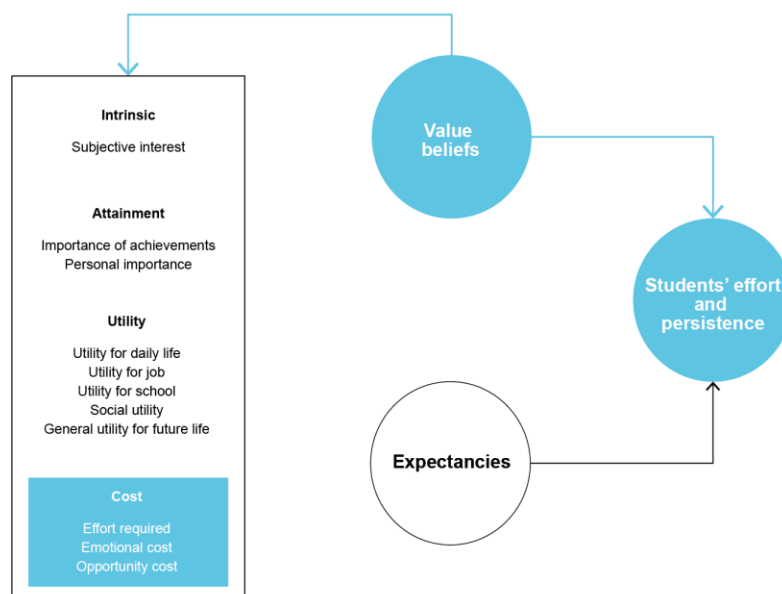 Intrinsic
Subjective interest
Attainment
Importance of achievements
Personal importance
Utility
Utility for daily life
Utility for job
Utility for school
Social utility
General utility for future life
Cost
Effort required
Emotional cost
Opportunity cost
Value
beliefs
Students’ effort
and
persistence
Expectancies